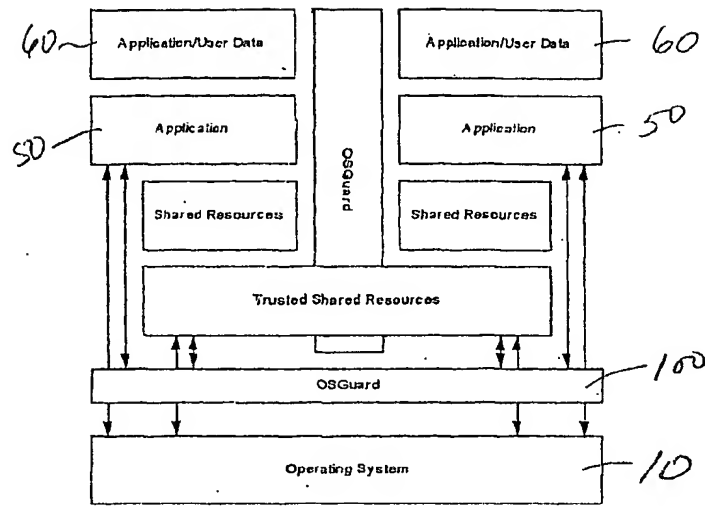 60 Application/User Data Application/User Data 60
50 Application Application 50
OSGuard
Shared Resources Shared Resources
Trusted Shared Resources
OSGuard 100
Operating System 10